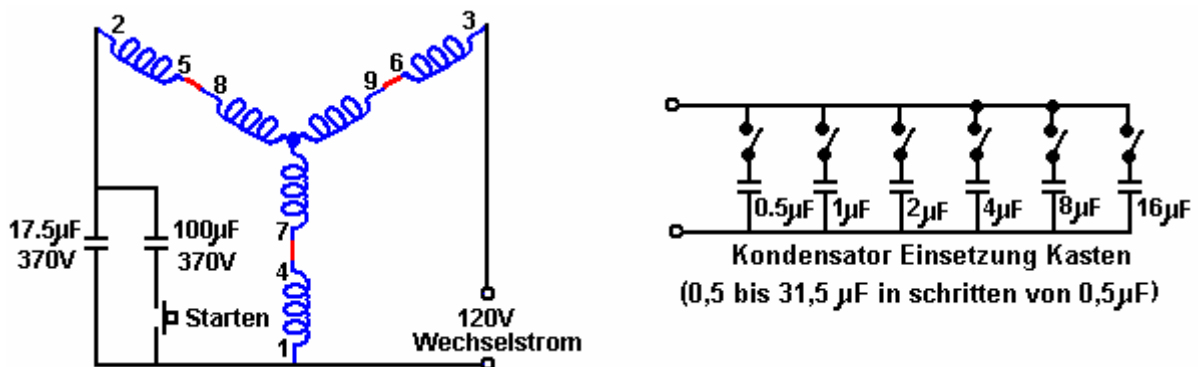 2
3
5
6
8
9
17.5µF
370V
100µF
370V
7
4
Starten
1
120V
Wechselstrom
0.5µF
1µF
2µF
4µF
8µF
16µF
Kondensator Einsetzung Kasten
(0,5 bis 31,5 µF in schritten von 0,5µF)